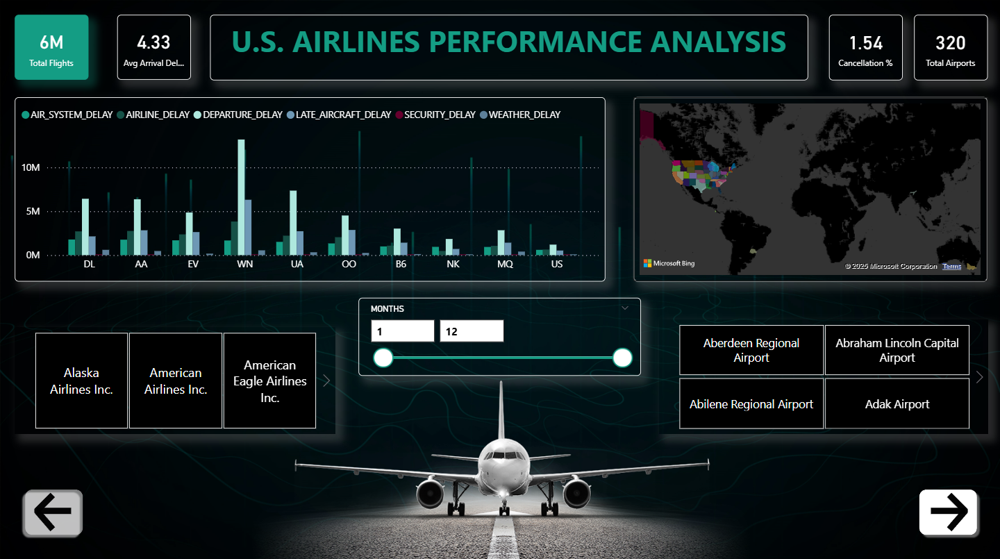 6M
Total Flights
4.33
Avg Arrival Del...
U.S. AIRLINES PERFORMANCE ANALYSIS
1.54
Cancellation %
320
Total Airports
AIR_SYSTEM_DELAY AIRLINE_DELAY DEPARTURE_DELAY LATE_AIRCRAFT_DELAY SECURITY_DELAY WEATHER_DELAY
10M
5M
0M
DL AA EV WN UA OO B6 NK MQ US
Microsoft Bing
© 2025 Microsoft Corporation Terms
MONTHS
1
12
Alaska
Airlines Inc.
American
Airlines Inc.
American
Eagle Airlines
Inc.
Aberdeen Regional
Airport
Abraham Lincoln Capital
Airport
Abilene Regional Airport
Adak Airport